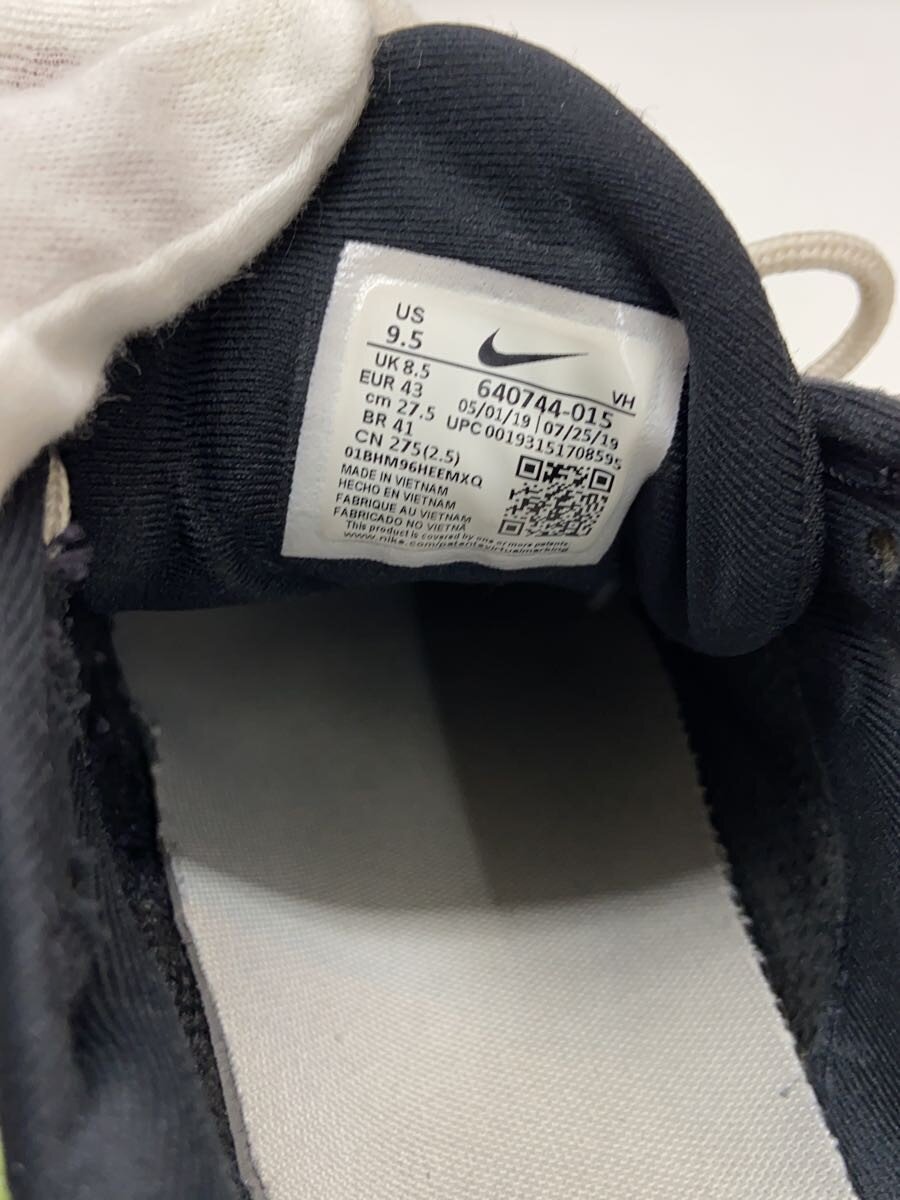 US
9.5
UK 8.5
EUR 43
cm 27.5
BR 41
CN 275(2.5)
640744-015 VH
05/01/19 07/25/19
UPC 00193151708595
01BHM96HEEMXQ
MADE IN VIETNAM
HECHO EN VIETNAM
FABRIQUE AU VIETNAM
FABRICADO NO VIETNÃ
This product is covered by one or more patents.
www.nike.com/patentsvirtualmarking